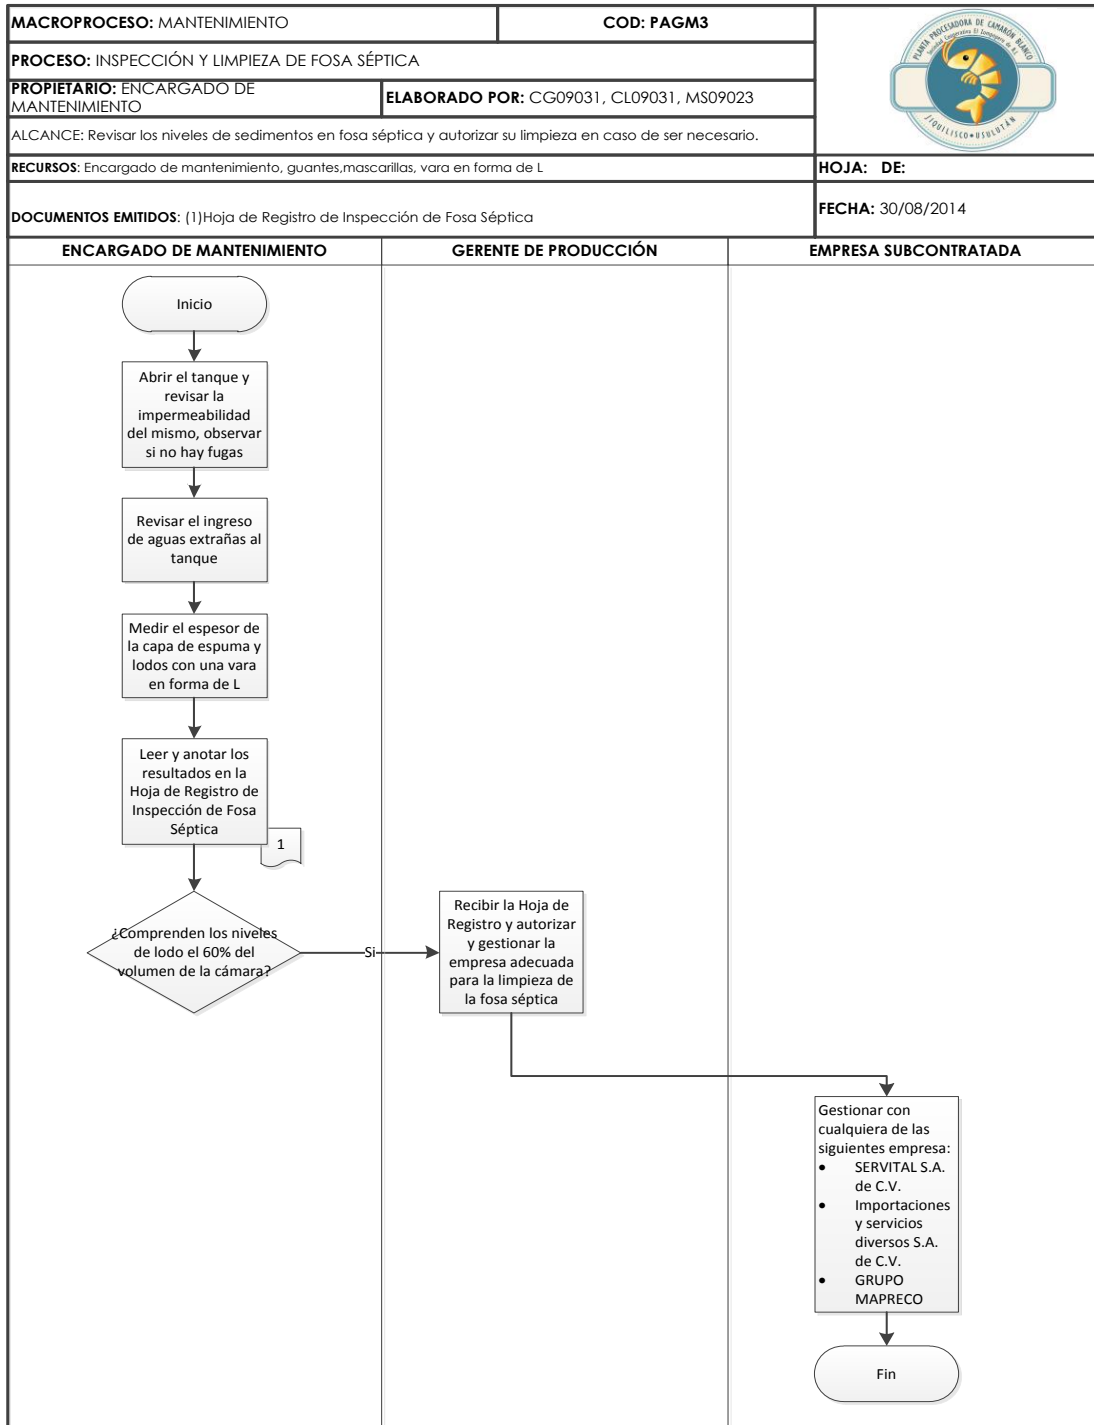 MACROPROCESO: MANTENIMIENTO
COD: PAGM3
PLANTA PROCESADORA DE CAMARÓN BLANCO
JIQUILISCO • USULUTÁN
PROCESO: INSPECCIÓN Y LIMPIEZA DE FOSA SÉPTICA
PROPIETARIO: ENCARGADO DE
MANTENIMIENTO
ELABORADO POR: CG09031, CL09031, MS09023
ALCANCE: Revisar los niveles de sedimentos en fosa séptica y autorizar su limpieza en caso de ser necesario.
RECURSOS: Encargado de mantenimiento, guantes,mascarillas, vara en forma de L
HOJA: DE:
DOCUMENTOS EMITIDOS: (1)Hoja de Registro de Inspección de Fosa Séptica
FECHA: 30/08/2014
ENCARGADO DE MANTENIMIENTO
GERENTE DE PRODUCCIÓN
EMPRESA SUBCONTRATADA
Inicio
Abrir el tanque y
revisar la
impermeabilidad
del mismo, observar
si no hay fugas
Revisar el ingreso
de aguas extrañas al
tanque
Medir el espesor de
la capa de espuma y
lodos con una vara
en forma de L
Leer y anotar los
resultados en la
Hoja de Registro de
Inspección de Fosa
Séptica
1
¿Comprenden los niveles
de lodo el 60% del
volumen de la cámara?
Si
Recibir la Hoja de
Registro y autorizar
y gestionar la
empresa adecuada
para la limpieza de
la fosa séptica
Gestionar con
cualquiera de las
siguientes empresa:
• SERVITAL S.A.
de C.V.
• Importaciones
y servicios
diversos S.A.
de C.V.
• GRUPO
MAPRECO
Fin